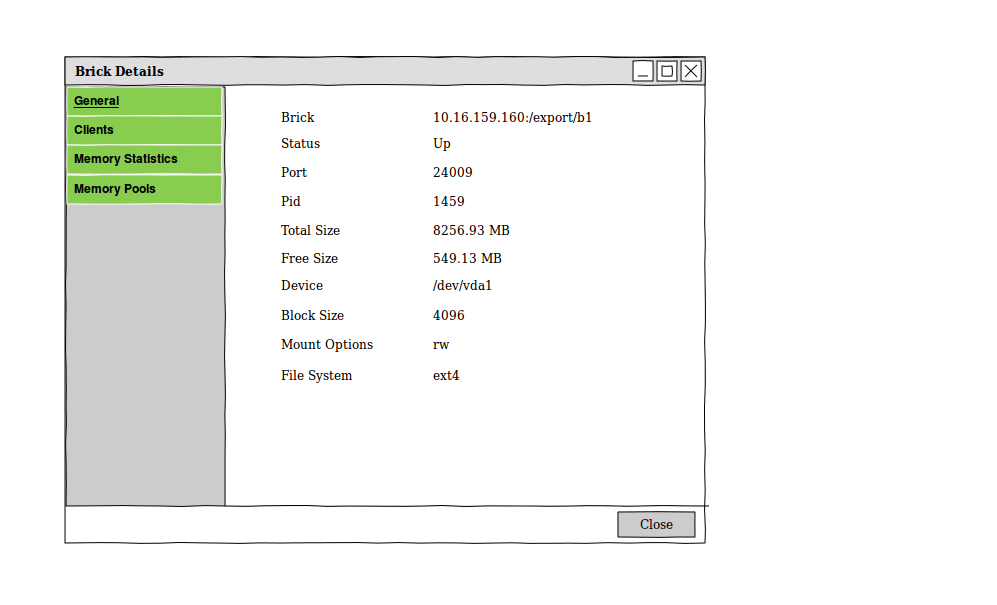 Brick Details
General
Clients
Memory Statistics
Memory Pools
Brick 10.16.159.160:/export/b1
Status Up
Port 24009
Pid 1459
Total Size 8256.93 MB
Free Size 549.13 MB
Device /dev/vda1
Block Size 4096
Mount Options rw
File System ext4
Close